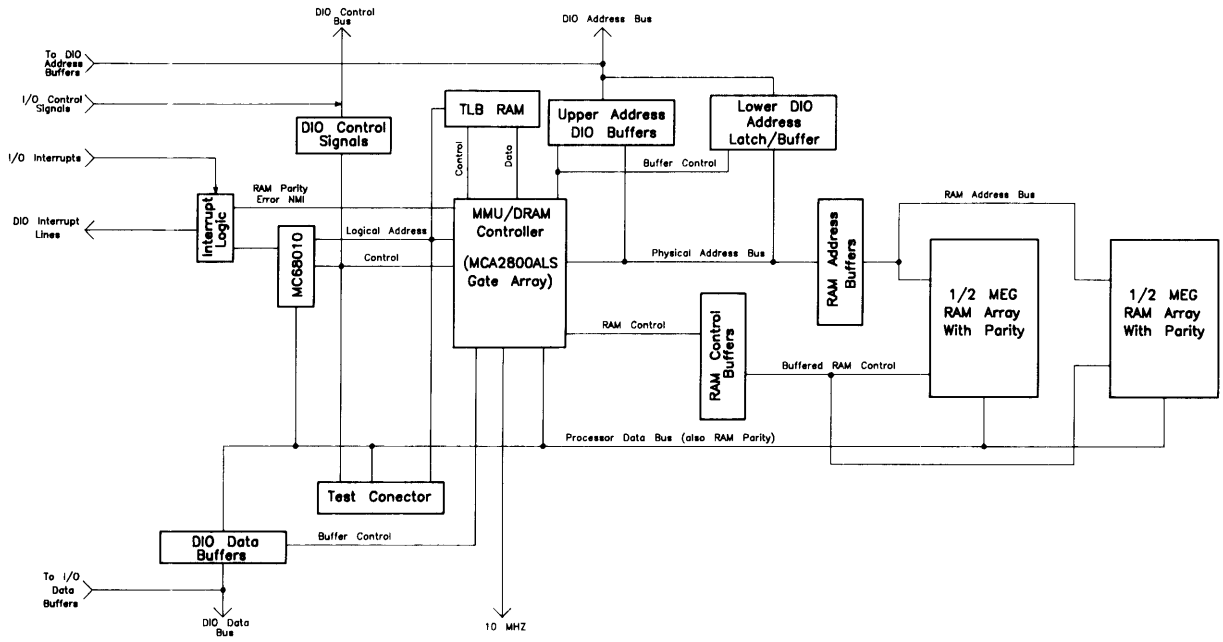 DIO Control
Bus
DIO Address Bus
To DIO
Address
Buffers
I/O Control
Signals
I/O Interrupts
DIO Interrupt
Lines
DIO Control
Signals
TLB RAM
Upper Address
DIO Buffers
Lower DIO
Address
Latch/Buffer
Control
Data
Buffer Control
RAM Parity
Error NMI
Interrupt
Logic
MC68010
Logical Address
Control
MMU/DRAM
Controller
(MCA2800ALS
Gate Array)
Physical Address Bus
RAM Address
Buffers
RAM Address Bus
1/2 MEG
RAM Array
With Parity
1/2 MEG
RAM Array
With Parity
RAM Control
RAM Control
Buffers
Buffered RAM Control
Processor Data Bus (also RAM Parity)
Test Conector
DIO Data
Buffers
Buffer Control
To I/O
Data
Buffers
DIO Data
Bus
10 MHZ